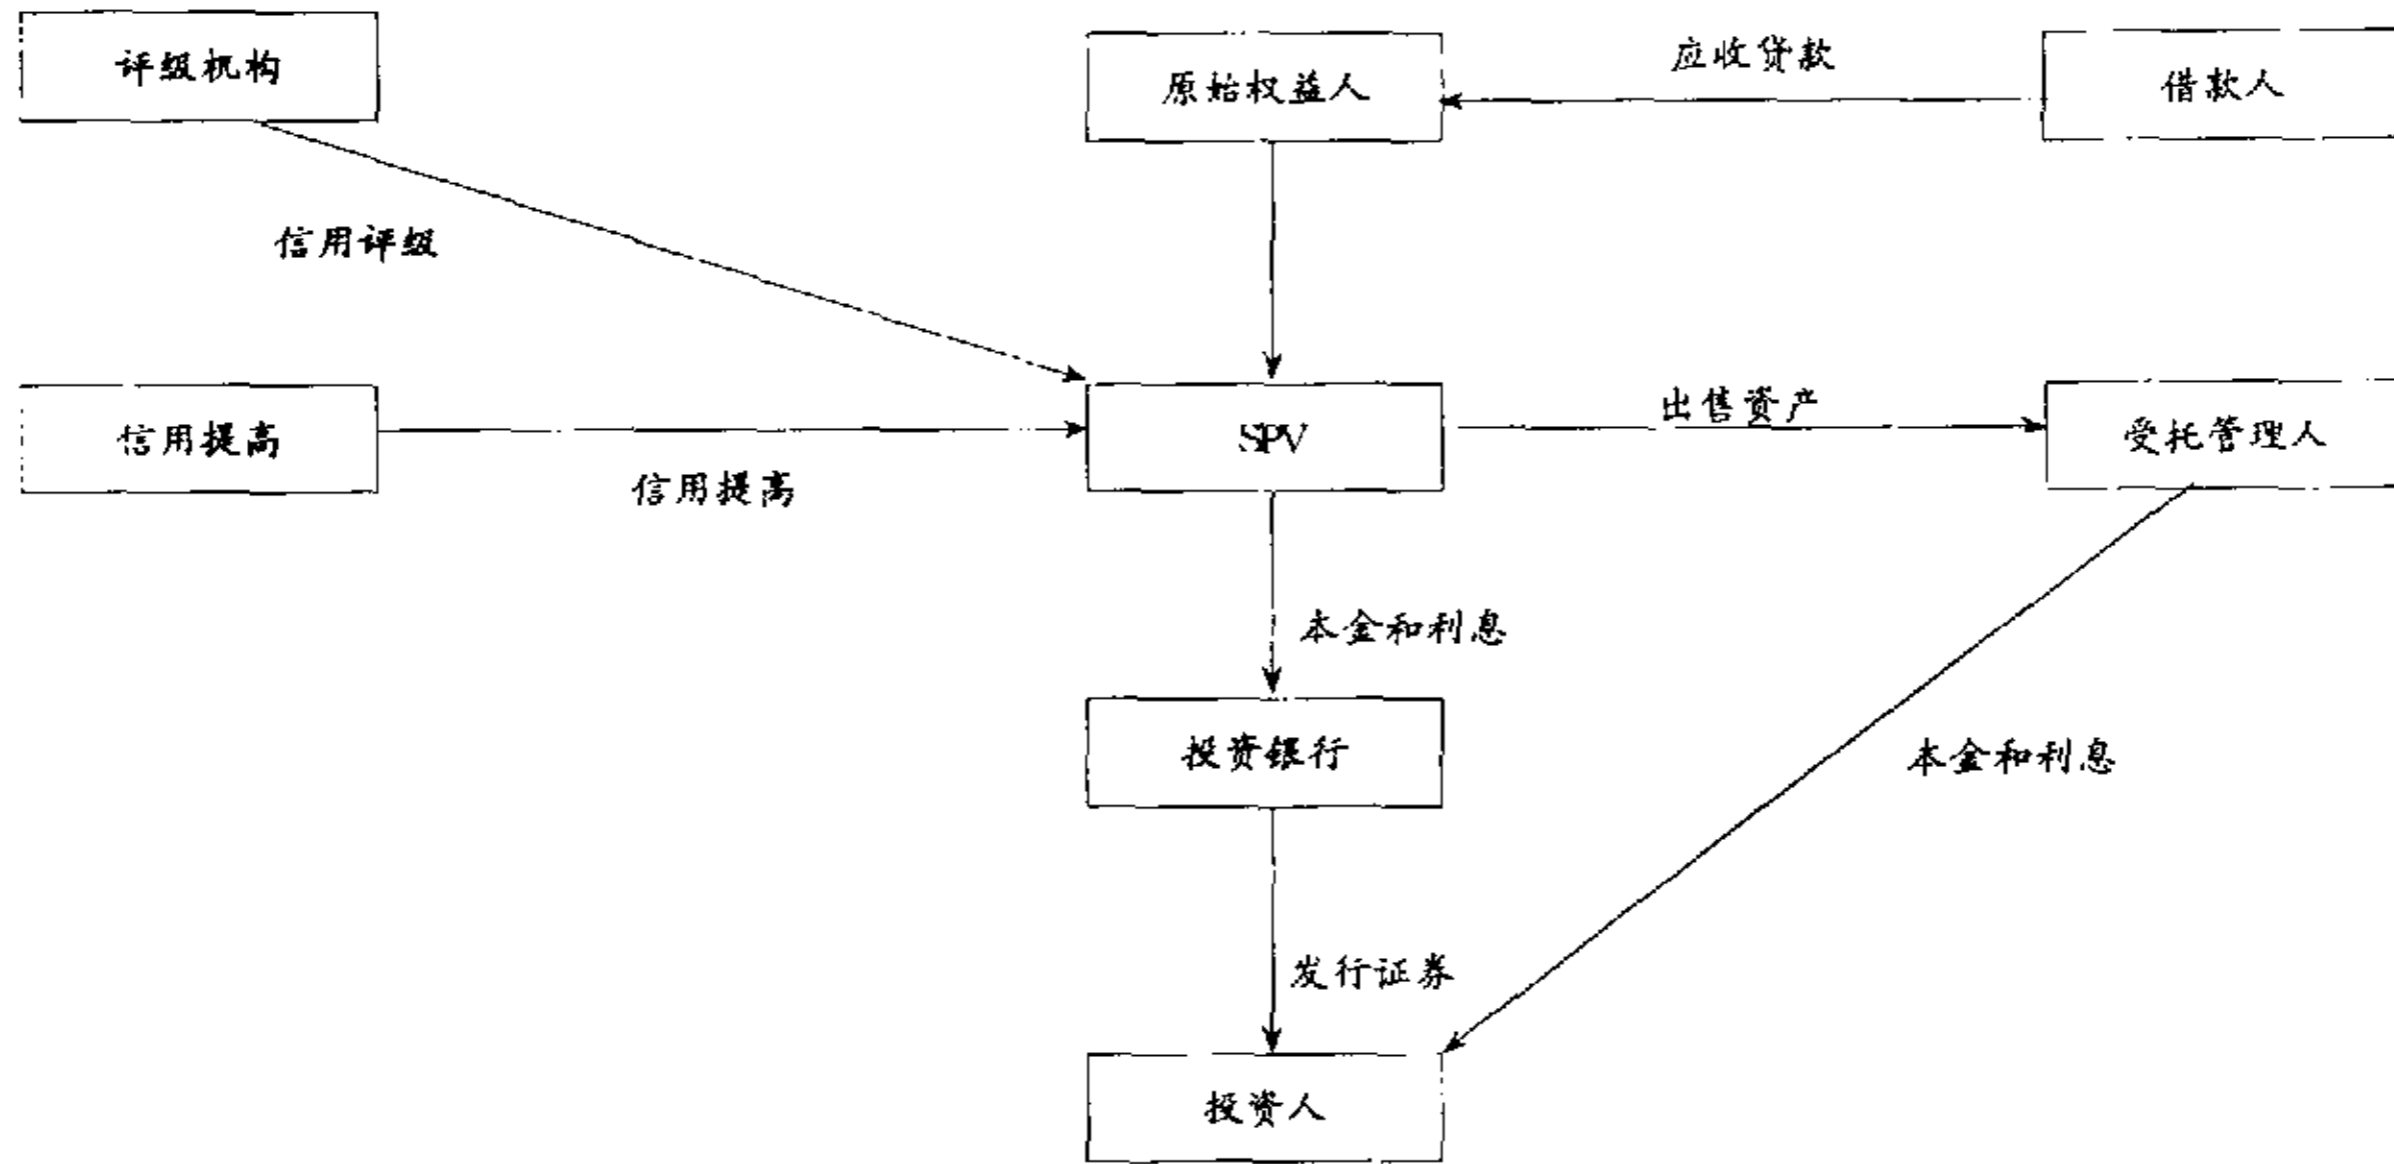 评级机构
原始权益人
应收贷款
借款人
信用评级
信用提高
信用提高
SPV
出售资产
受托管理人
本金和利息
投资银行
本金和利息
发行证券
投资人